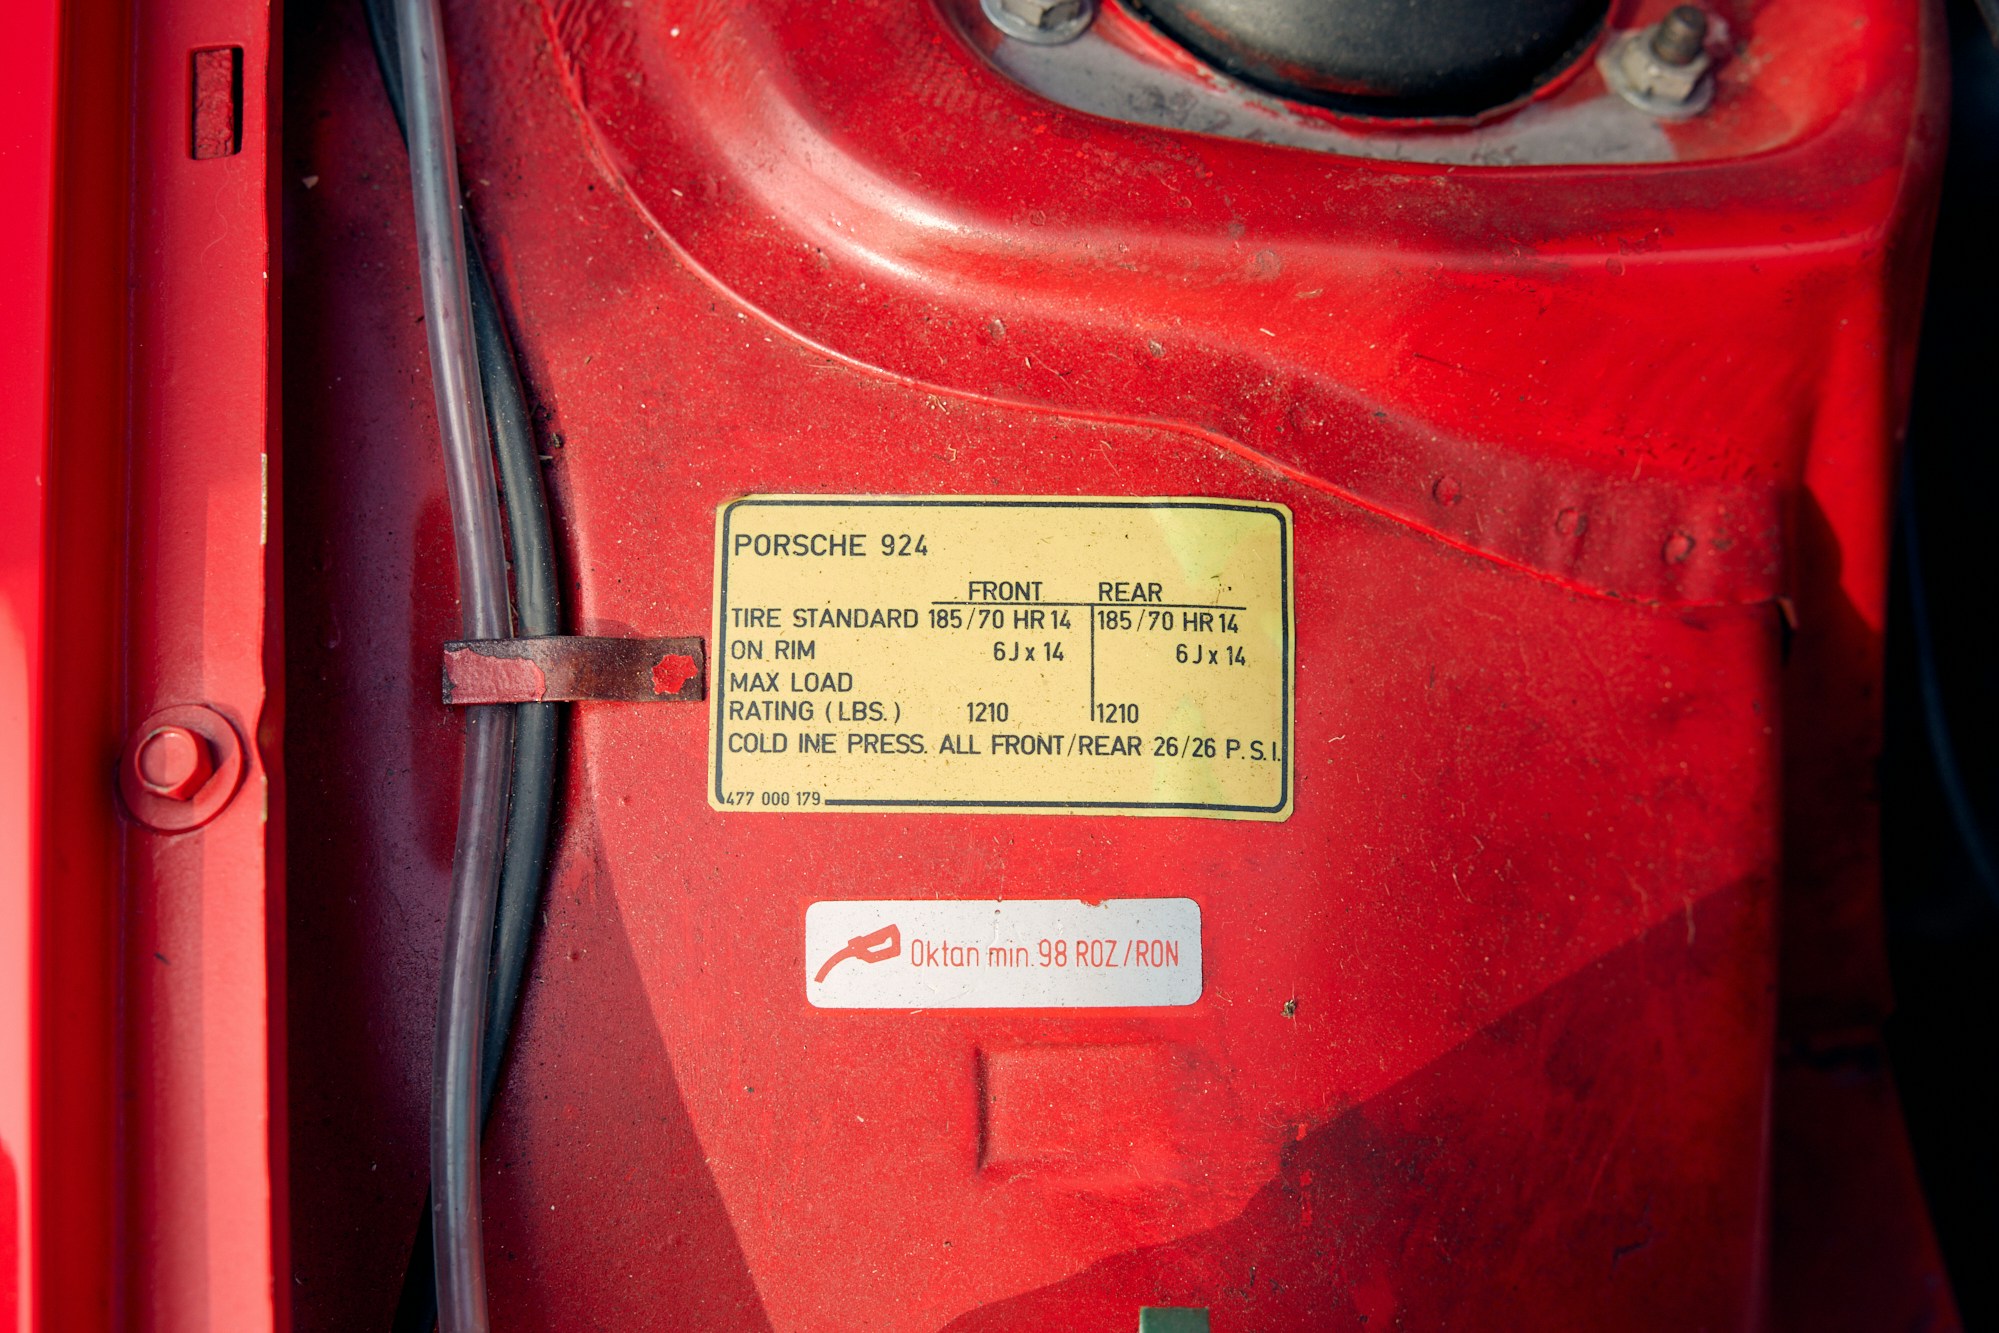 PORSCHE 924
FRONT REAR
TIRE STANDARD 185/70 HR 14 185/70 HR 14
ON RIM 6J x 14 6J x 14
MAX LOAD
RATING (LBS.) 1210 1210
COLD INE PRESS. ALL FRONT/REAR 26/26 P.S.I.
477 000 179
Oktan min. 98 ROZ/RON